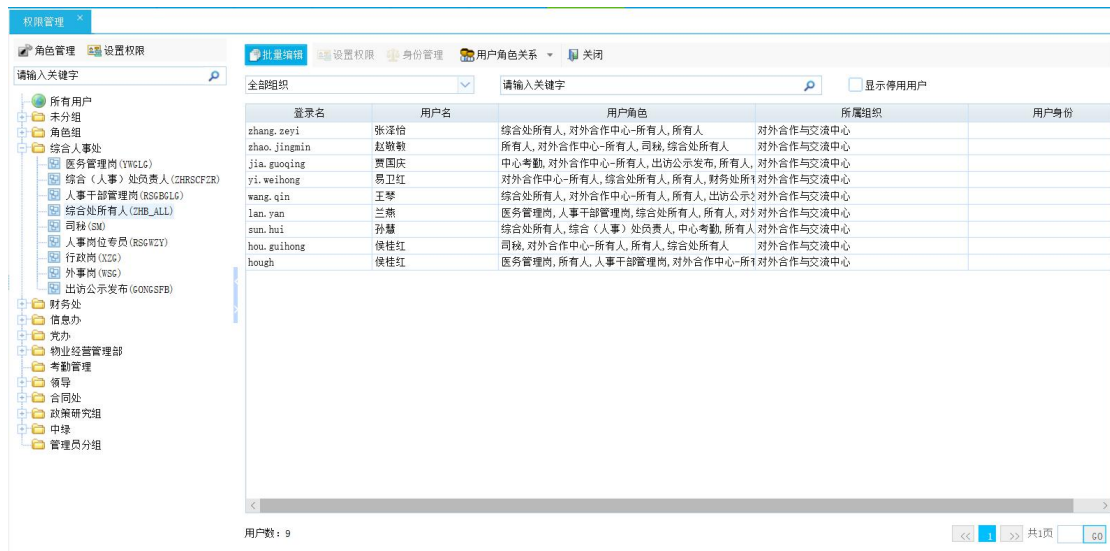 权限管理 ×
角色管理 设置权限
请输入关键字
所有用户
未分组
角色组
综合人事处
医务管理岗(YWGLG)
综合（人事）处负责人(ZHRSCFZR)
人事干部管理岗(RSGBGLG)
综合处所有人(ZHB_ALL)
司秘(SM)
人事岗位专员(RSGWZY)
行政岗(XZG)
外事岗(WSG)
出访公示发布(GONGSFB)
财务处
信息办
党办
物业经营管理部
考勤管理
领导
合同处
政策研究组
中绿
管理员分组
批量编辑 设置权限 身份管理 用户角色关系 关闭
全部组织 请输入关键字 显示停用用户
登录名 用户名 用户角色 所属组织 用户身份
zhang.zeyi 张泽怡 综合处所有人,对外合作中心-所有人,所有人 对外合作与交流中心
zhao.jingmin 赵敬敏 所有人,对外合作中心-所有人,司秘,综合处所有人 对外合作与交流中心
jia.guoqing 贾国庆 中心考勤,对外合作中心-所有人,出访公示发布,所有人, 对外合作与交流中心
yi.weihong 易卫红 对外合作中心-所有人,综合处所有人,所有人,财务处所 对外合作与交流中心
wang.qin 王琴 综合处所有人,对外合作中心-所有人,所有人,出访公示 对外合作与交流中心
lan.yan 兰燕 医务管理岗,人事干部管理岗,综合处所有人,所有人,对 对外合作与交流中心
sun.hui 孙慧 综合处所有人,综合（人事）处负责人,中心考勤,所有人 对外合作与交流中心
hou.guihong 侯桂红 司秘,对外合作中心-所有人,所有人,综合处所有人 对外合作与交流中心
hough 侯桂红 医务管理岗,所有人,人事干部管理岗,对外合作中心-所 对外合作与交流中心
用户数: 9
<< 1 >> 共1页 GO